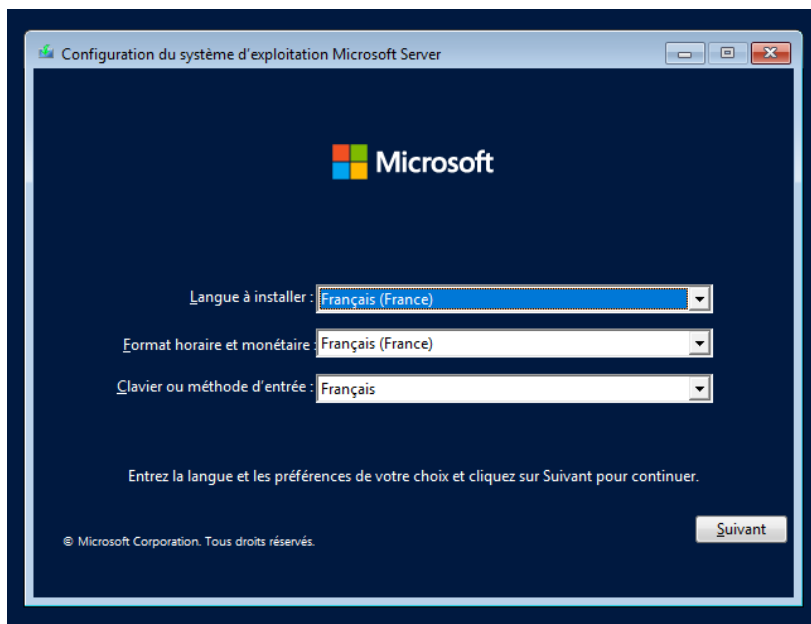 Configuration du système d'exploitation Microsoft Server
Microsoft
Langue à installer : Français (France)
Format horaire et monétaire : Français (France)
Clavier ou méthode d'entrée : Français
Entrez la langue et les préférences de votre choix et cliquez sur Suivant pour continuer.
Suivant
© Microsoft Corporation. Tous droits réservés.